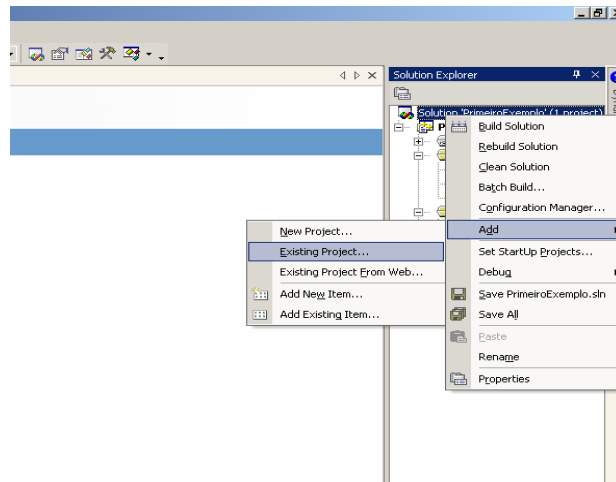 Solution Explorer
Solution 'PrimeiroExemplo' (1 project)
P
Build Solution
Rebuild Solution
Clean Solution
Batch Build...
Configuration Manager...
Add
Set StartUp Projects...
Debug
Save PrimeiroExemplo.sln
Save All
Paste
Rename
Properties
New Project...
Existing Project...
Existing Project From Web...
Add New Item...
Add Existing Item...